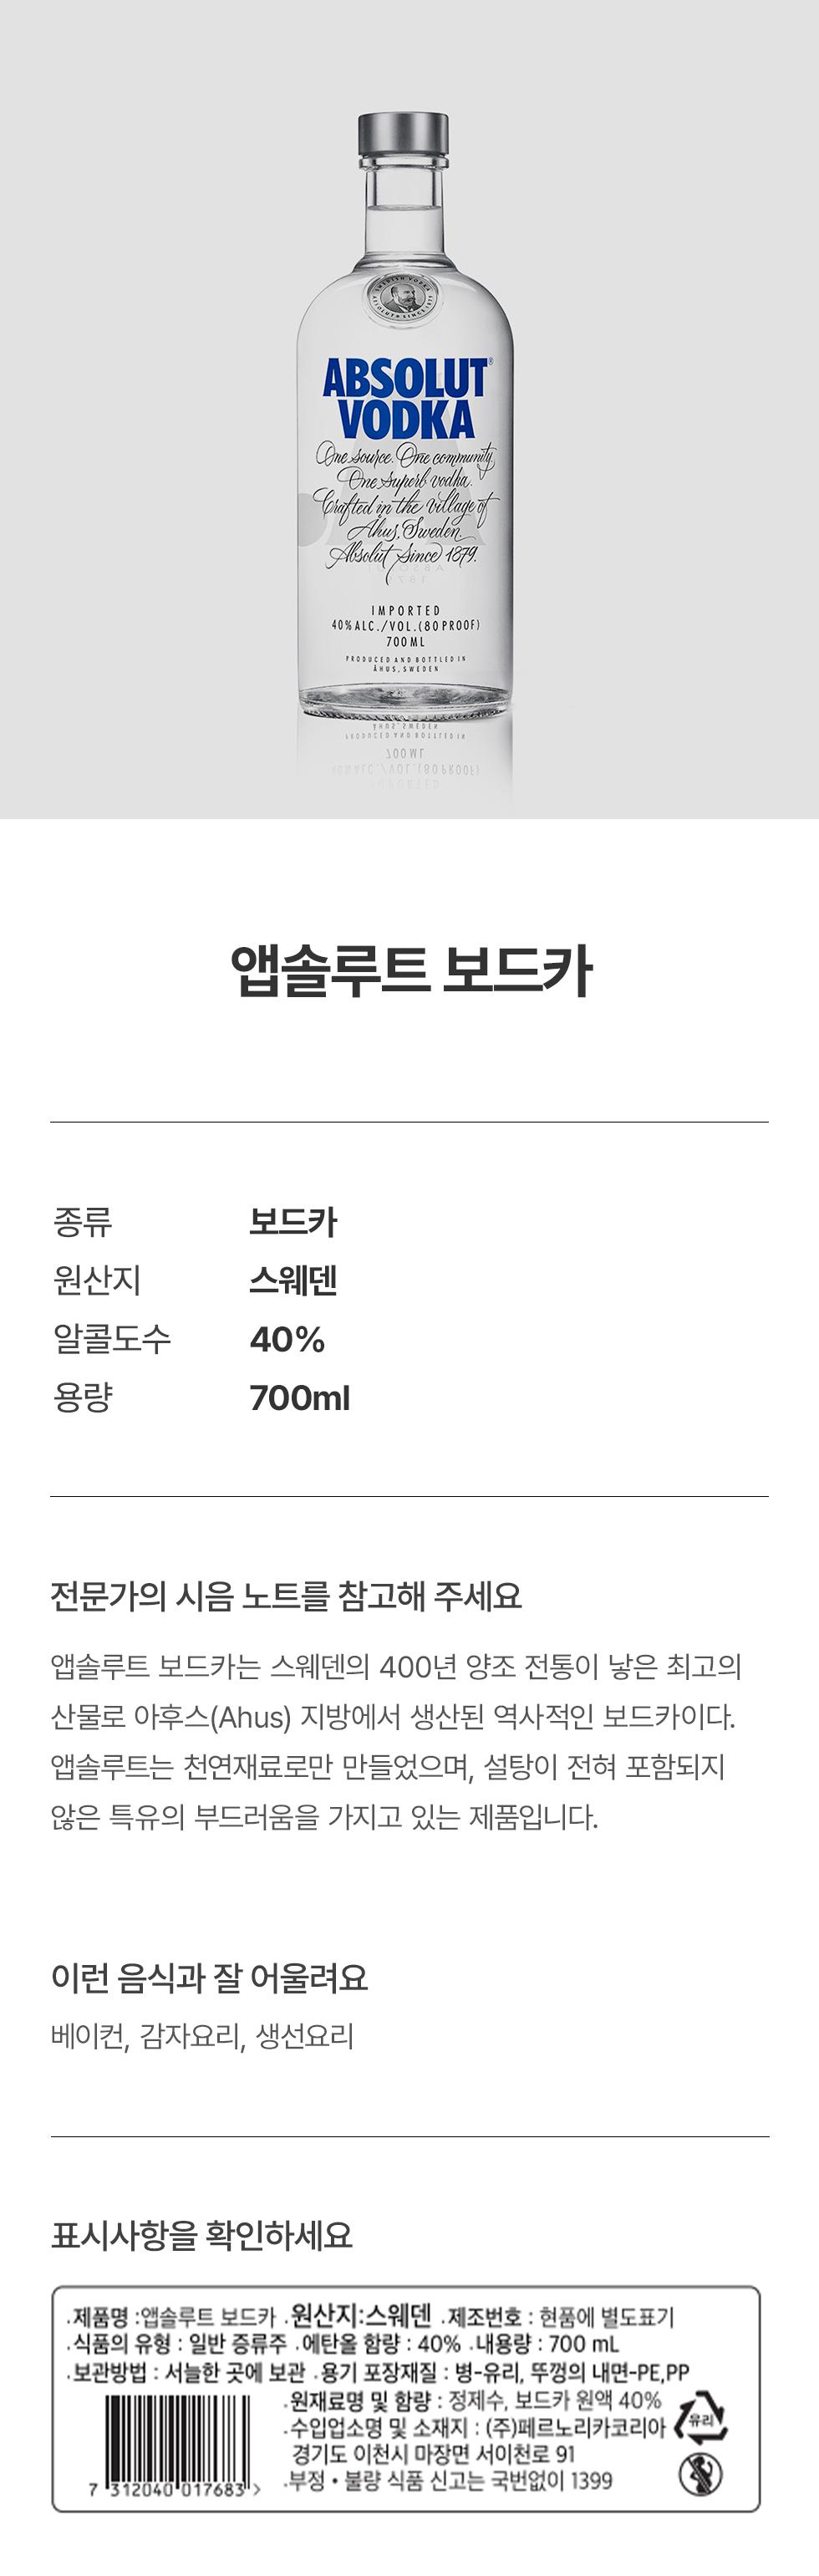 SWEDISH VODKA
ABSOLUT SINCE 1879
ABSOLUT®
VODKA
One source. One community.
One superb vodka.
Crafted in the village of
Åhus, Sweden.
Absolut Since 1879.
IMPORTED
40% ALC./VOL.(80 PROOF)
700 ML
PRODUCED AND BOTTLED IN
ÅHUS, SWEDEN
앱솔루트 보드카
종류 보드카
원산지 스웨덴
알콜도수 40%
용량 700ml
전문가의 시음 노트를 참고해 주세요
앱솔루트 보드카는 스웨덴의 400년 양조 전통이 낳은 최고의
산물로 아후스(Ahus) 지방에서 생산된 역사적인 보드카이다.
앱솔루트는 천연재료로만 만들었으며, 설탕이 전혀 포함되지
않은 특유의 부드러움을 가지고 있는 제품입니다.
이런 음식과 잘 어울려요
베이컨, 감자요리, 생선요리
표시사항을 확인하세요
.제품명 :앱솔루트 보드카 .원산지:스웨덴 .제조번호 : 현품에 별도표기
.식품의 유형 : 일반 증류주 .에탄올 함량 : 40% .내용량 : 700 mL
.보관방법 : 서늘한 곳에 보관 .용기 포장재질 : 병-유리, 뚜껑의 내면-PE,PP
.원재료명 및 함량 : 정제수, 보드카 원액 40%
.수입업소명 및 소재지 : (주)페르노리카코리아
경기도 이천시 마장면 서이천로 91
.부정 • 불량 식품 신고는 국번없이 1399
유리
7 312040 017683 >